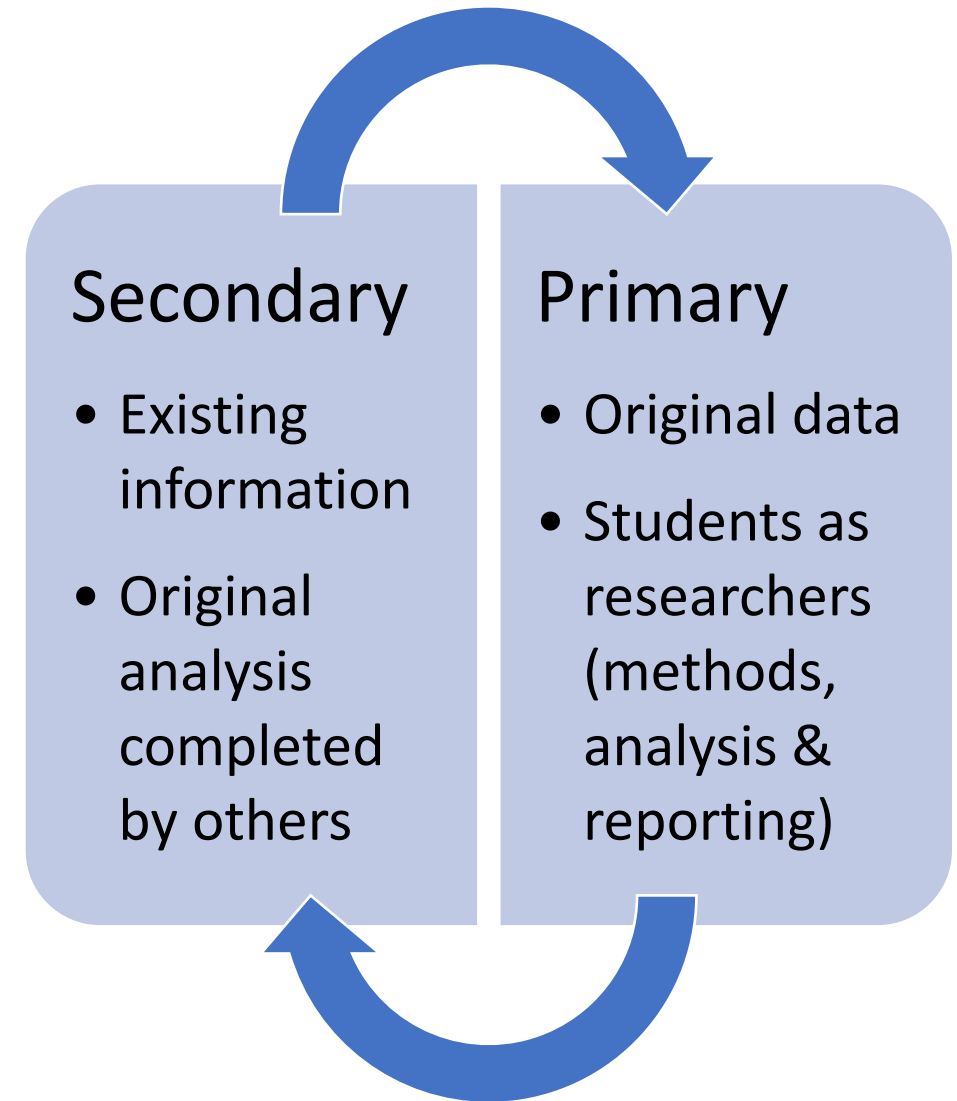 Secondary
• Existing
information
• Original
analysis
completed
by others
Primary
• Original data
• Students as
researchers
(methods,
analysis &
reporting)